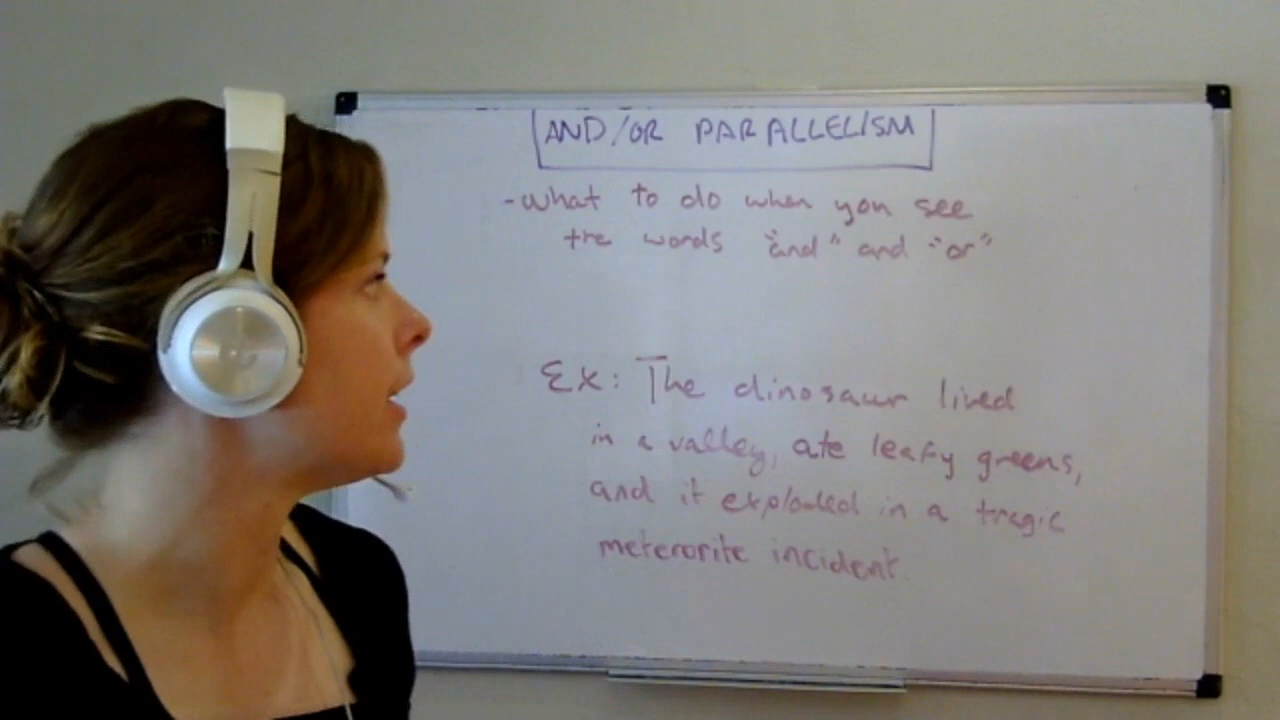 AND/OR PARALLELISM
-what to do when you see
the words "and" and "or"
Ex: The dinosaur lived
in a valley, ate leafy greens,
and it exploded in a tragic
meterorite incident.